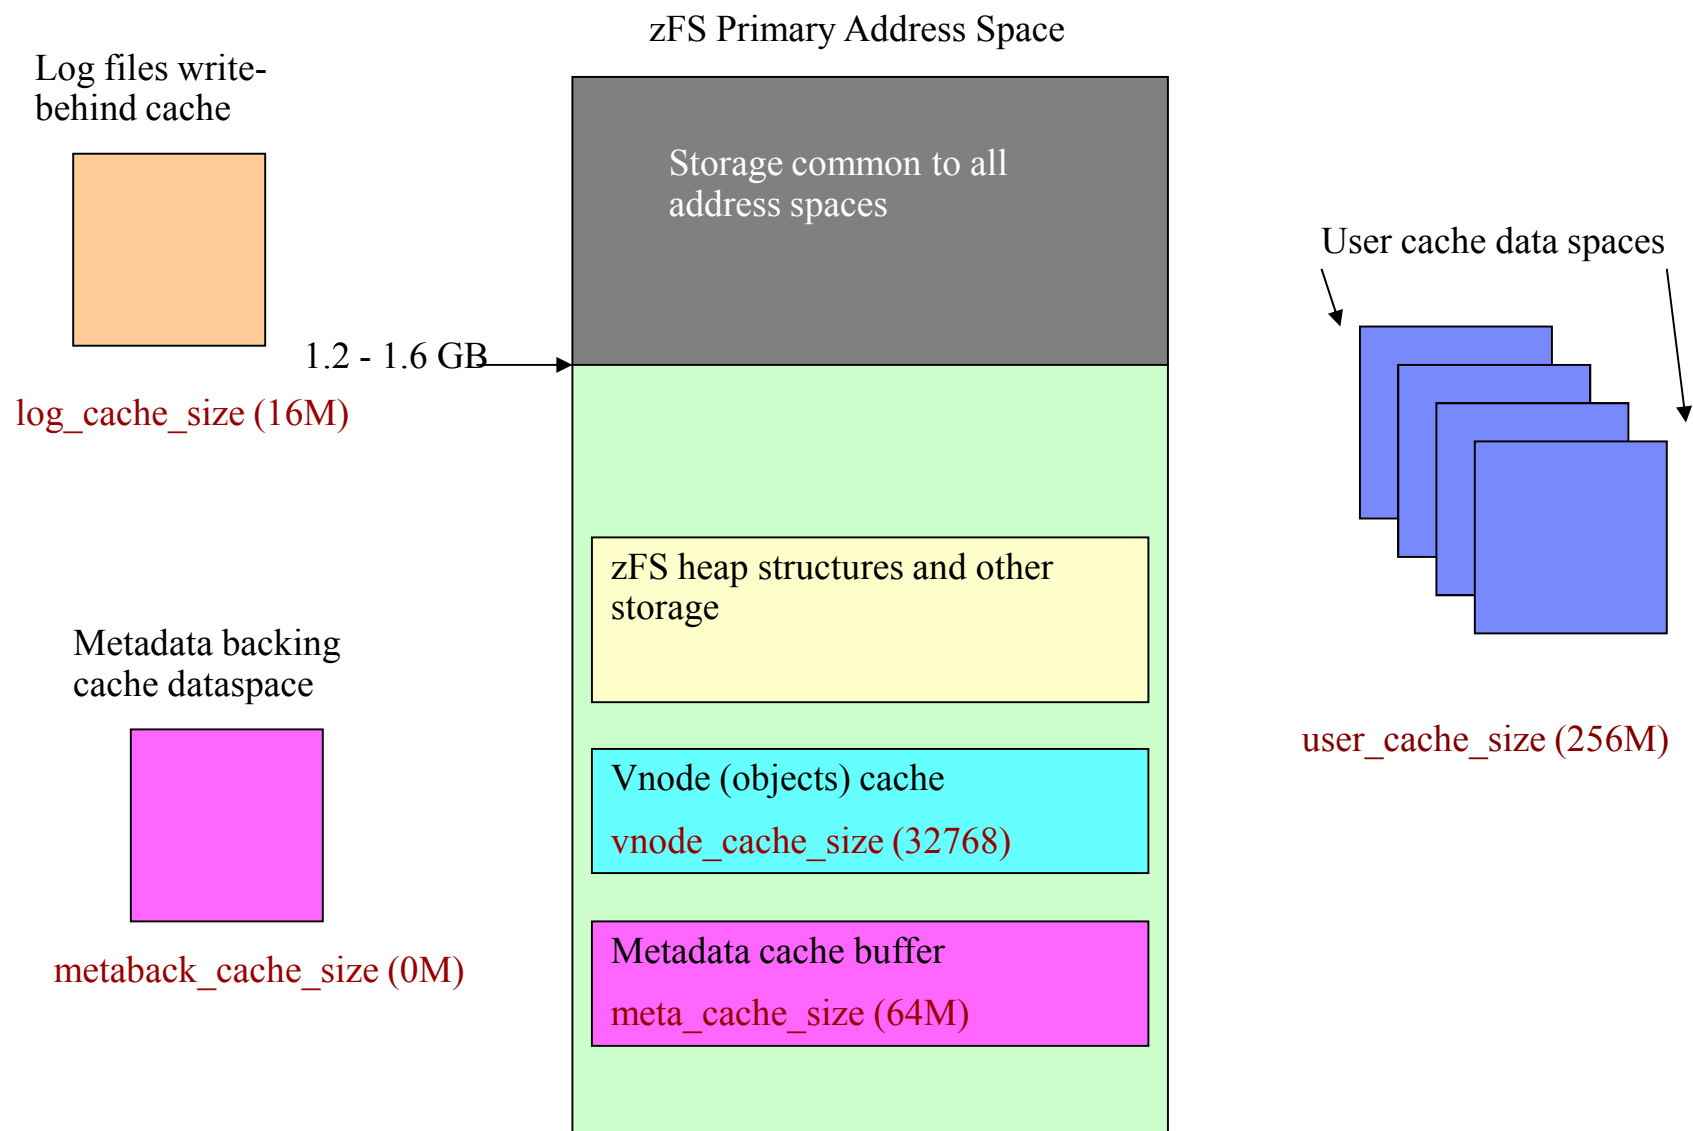 zFS Primary Address Space
Log files write-
behind cache
Storage common to all
address spaces
User cache data spaces
1.2 - 1.6 GB
log_cache_size (16M)
zFS heap structures and other
storage
Metadata backing
cache dataspace
user_cache_size (256M)
Vnode (objects) cache
vnode_cache_size (32768)
Metadata cache buffer
metaback_cache_size (0M)
meta_cache_size (64M)